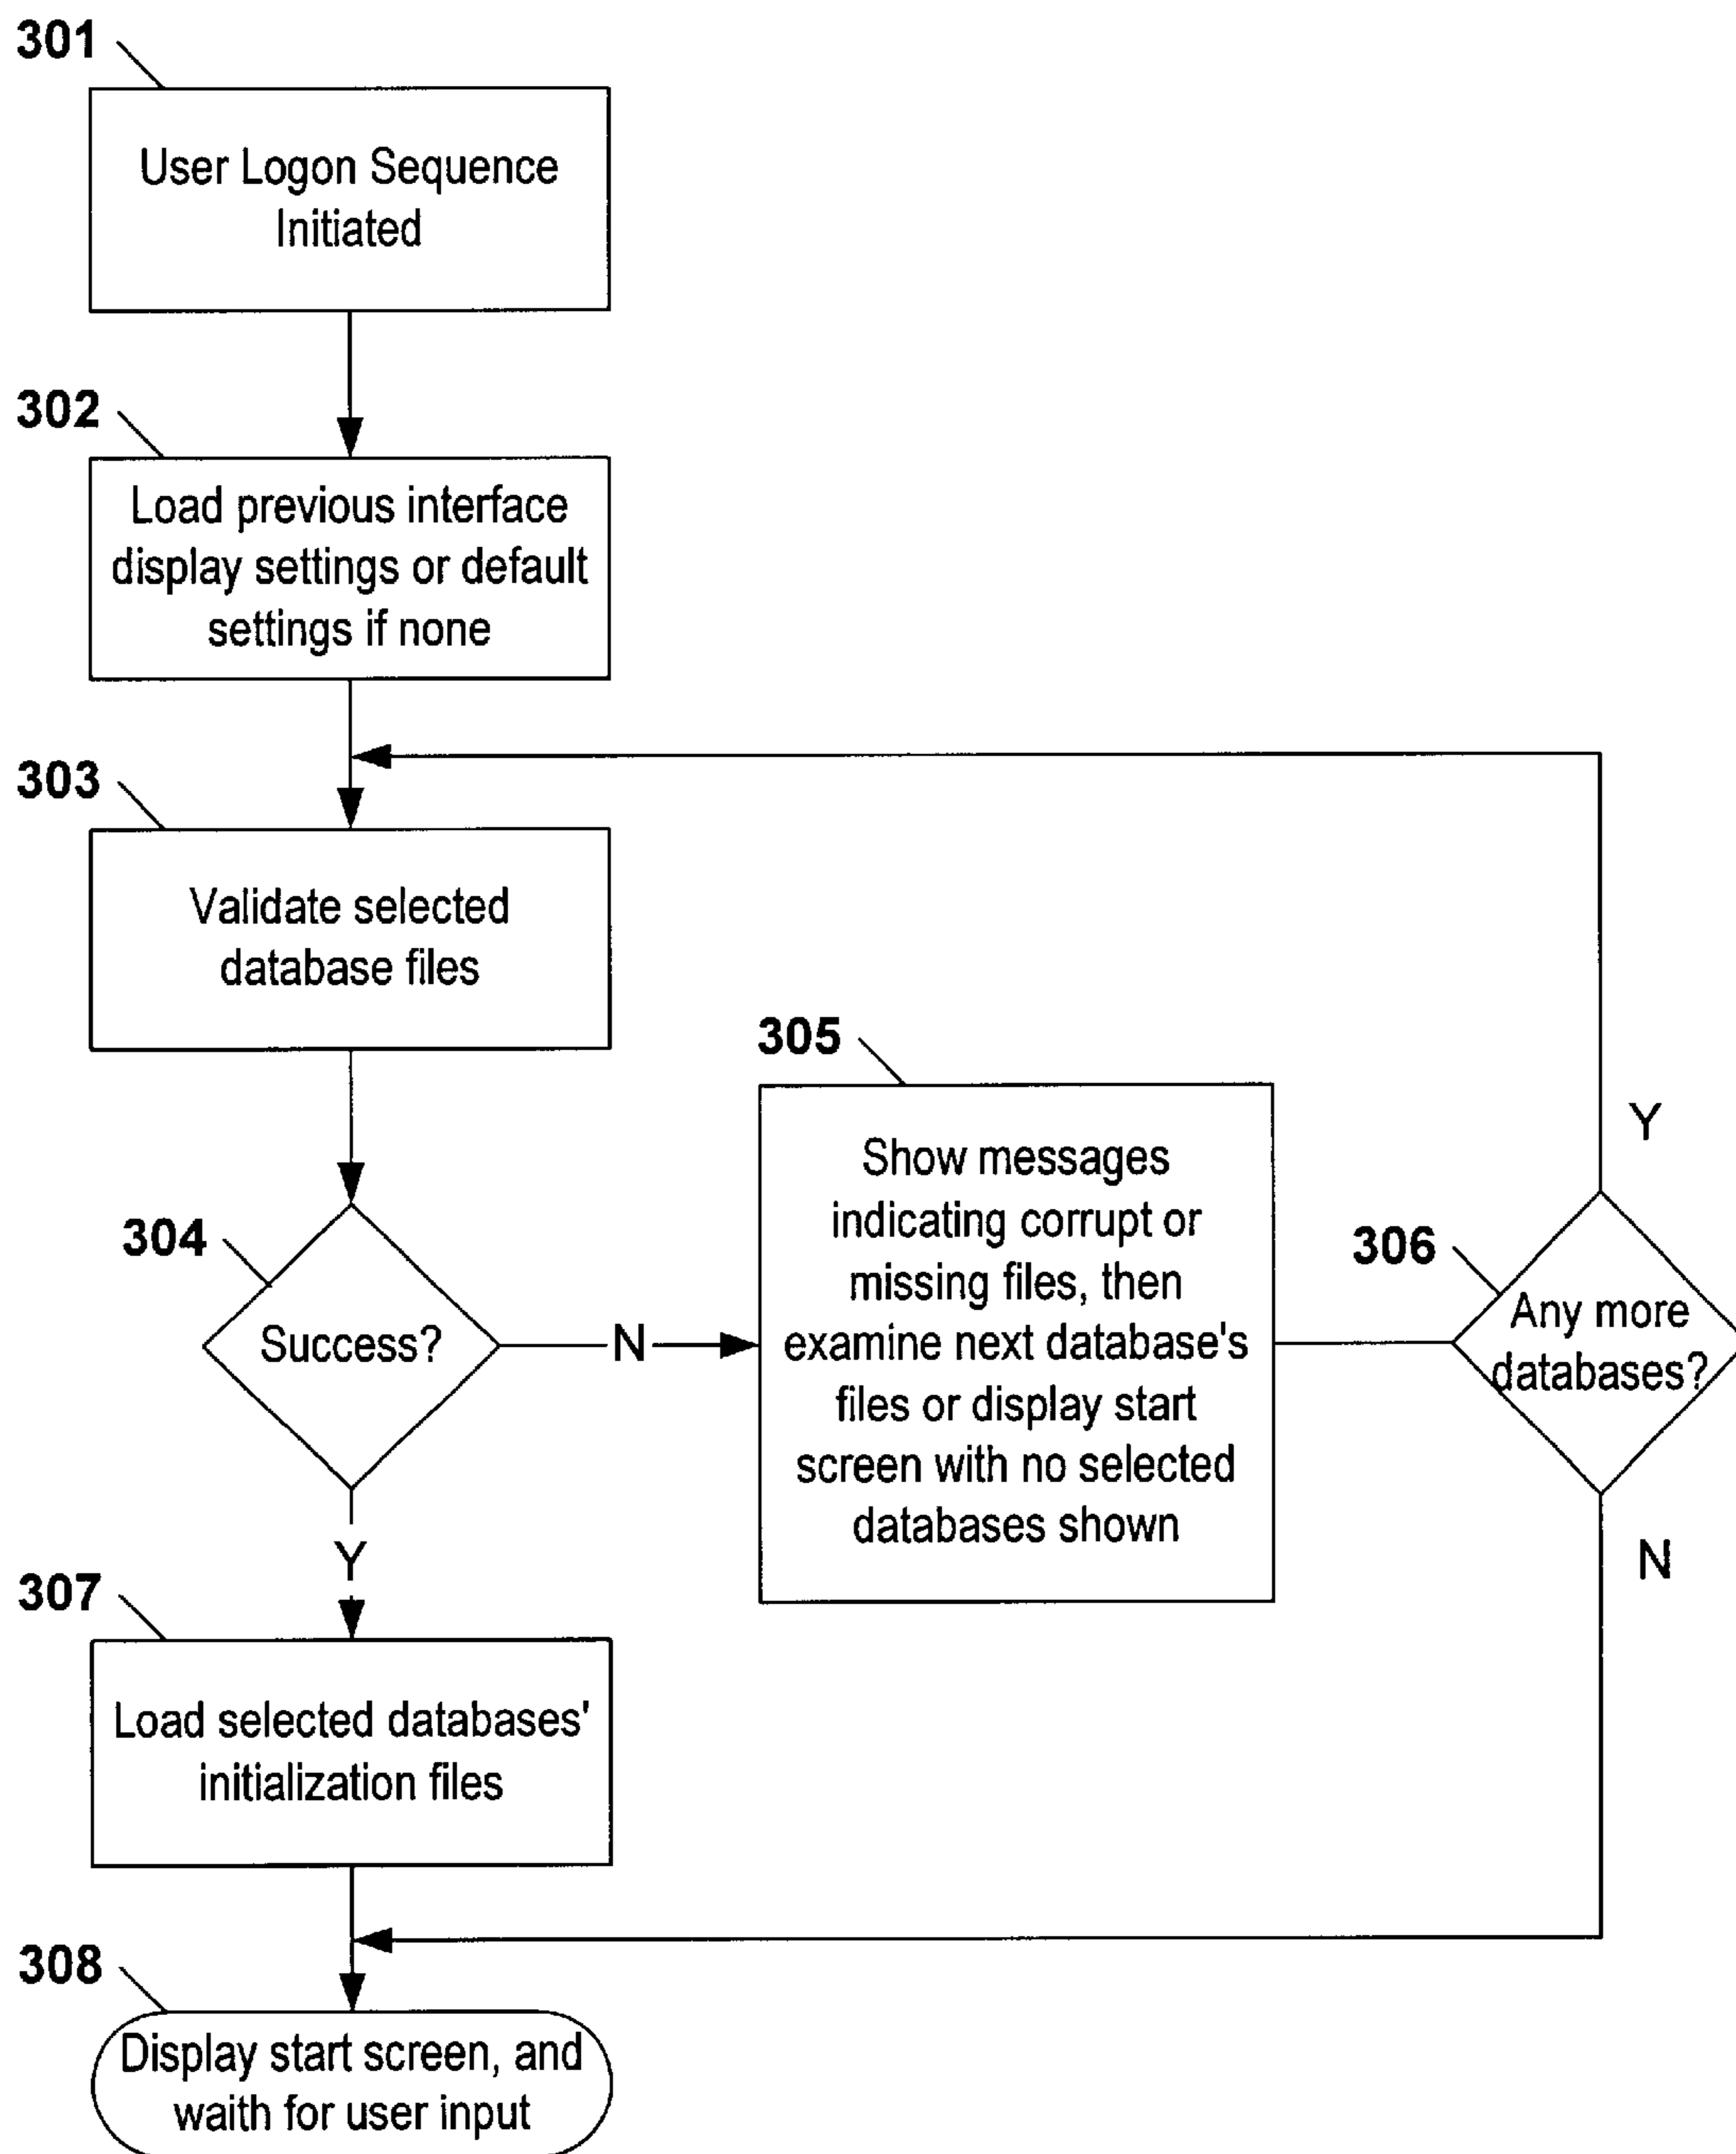 301
User Logon Sequence
Initiated
302
Load previous interface
display settings or default
settings if none
303
Validate selected
database files
304
Success?
N
305
Show messages
indicating corrupt or
missing files, then
examine next database's
files or display start
screen with no selected
databases shown
306
Any more
databases?
Y
N
Y
307
Load selected databases'
initialization files
308
Display start screen, and
waith for user input